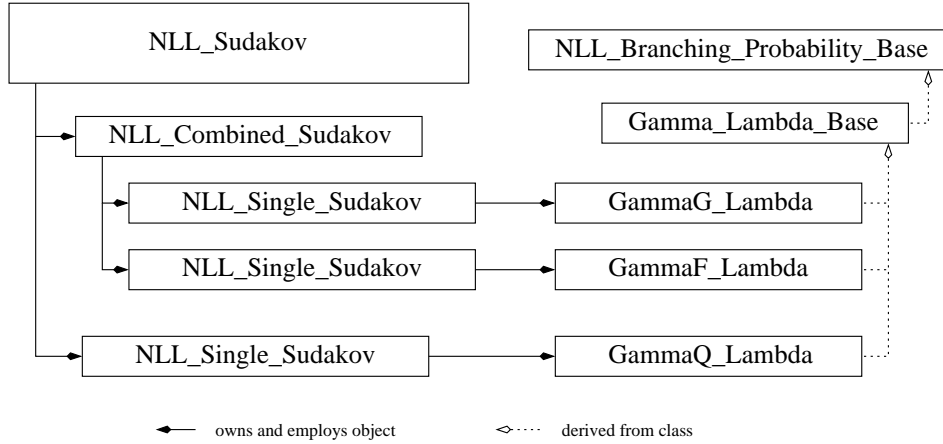 NLL_Sudakov
NLL_Branching_Probability_Base
NLL_Combined_Sudakov
Gamma_Lambda_Base
NLL_Single_Sudakov
GammaG_Lambda
NLL_Single_Sudakov
GammaF_Lambda
NLL_Single_Sudakov
GammaQ_Lambda
owns and employs object
derived from class